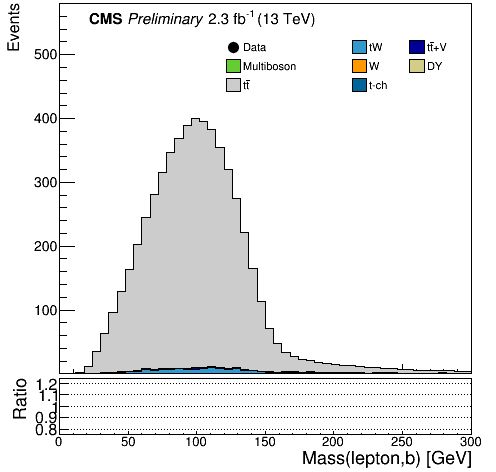 CMS Preliminary 2.3 fb-1 (13 TeV)
Events
Data
Multiboson
tt̄
tW
W
t-ch
tt̄+V
DY
500
400
300
200
100
Ratio
1.2
1.1
1
0.9
0.8
0 50 100 150 200 250 300
Mass(lepton,b) [GeV]